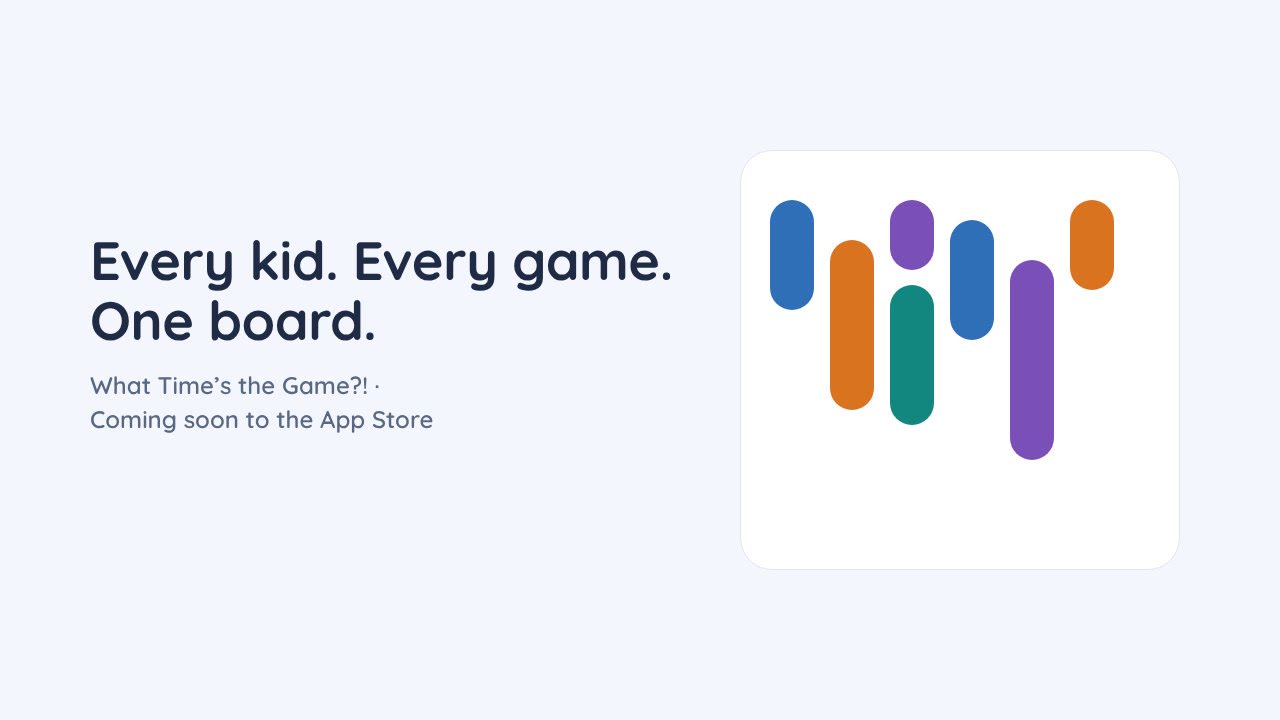 Every kid. Every game.
One board.
What Time’s the Game?! ·
Coming soon to the App Store